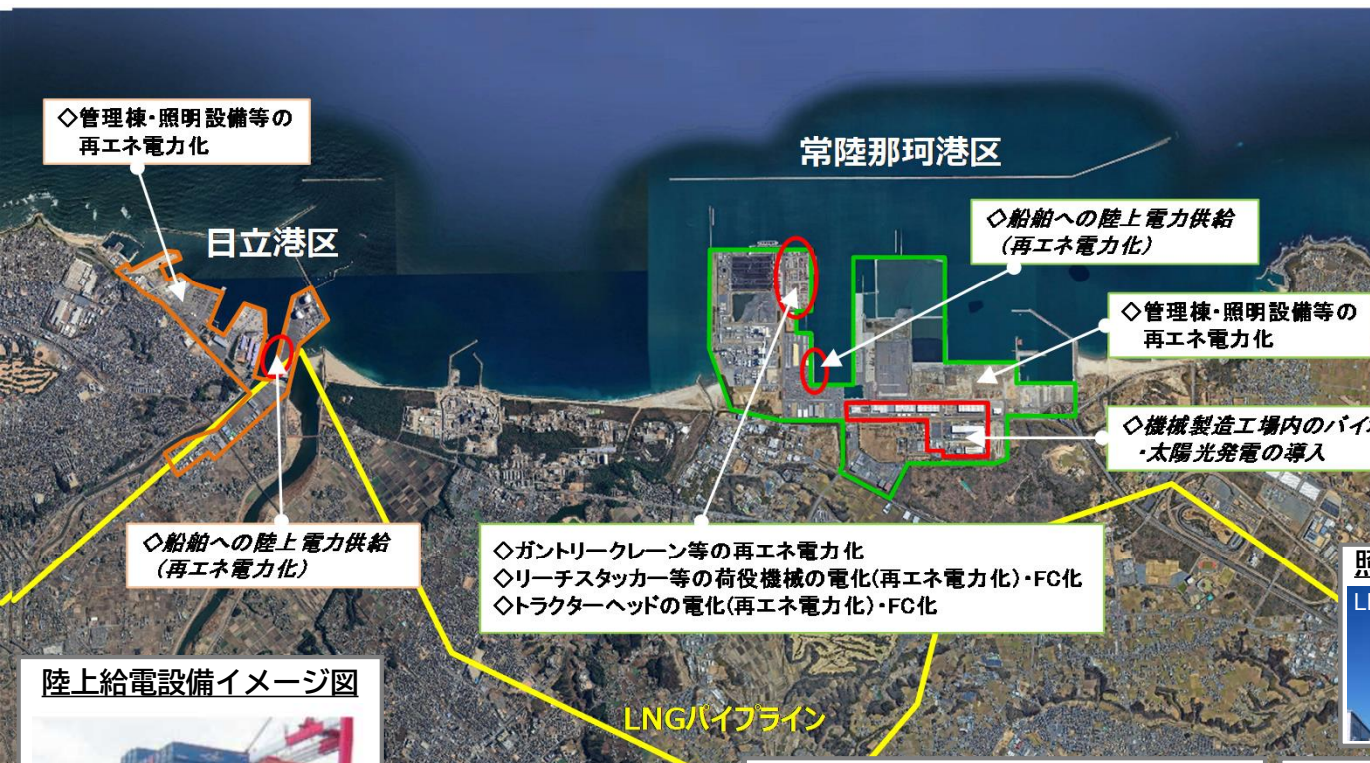 ◇管理棟・照明設備等の
再エネ電力化
日立港区
常陸那珂港区
◇船舶への陸上電力供給
(再エネ電力化)
◇管理棟・照明設備等の
再エネ電力化
◇機械製造工場内のバイオ
・太陽光発電の導入
◇船舶への陸上電力供給
(再エネ電力化)
◇ガントリークレーン等の再エネ電力化
◇リーチスタッカー等の荷役機械の電化(再エネ電力化)・FC化
◇トラクターヘッドの電化(再エネ電力化)・FC化
陸上給電設備イメージ図
LNGパイプライン
照